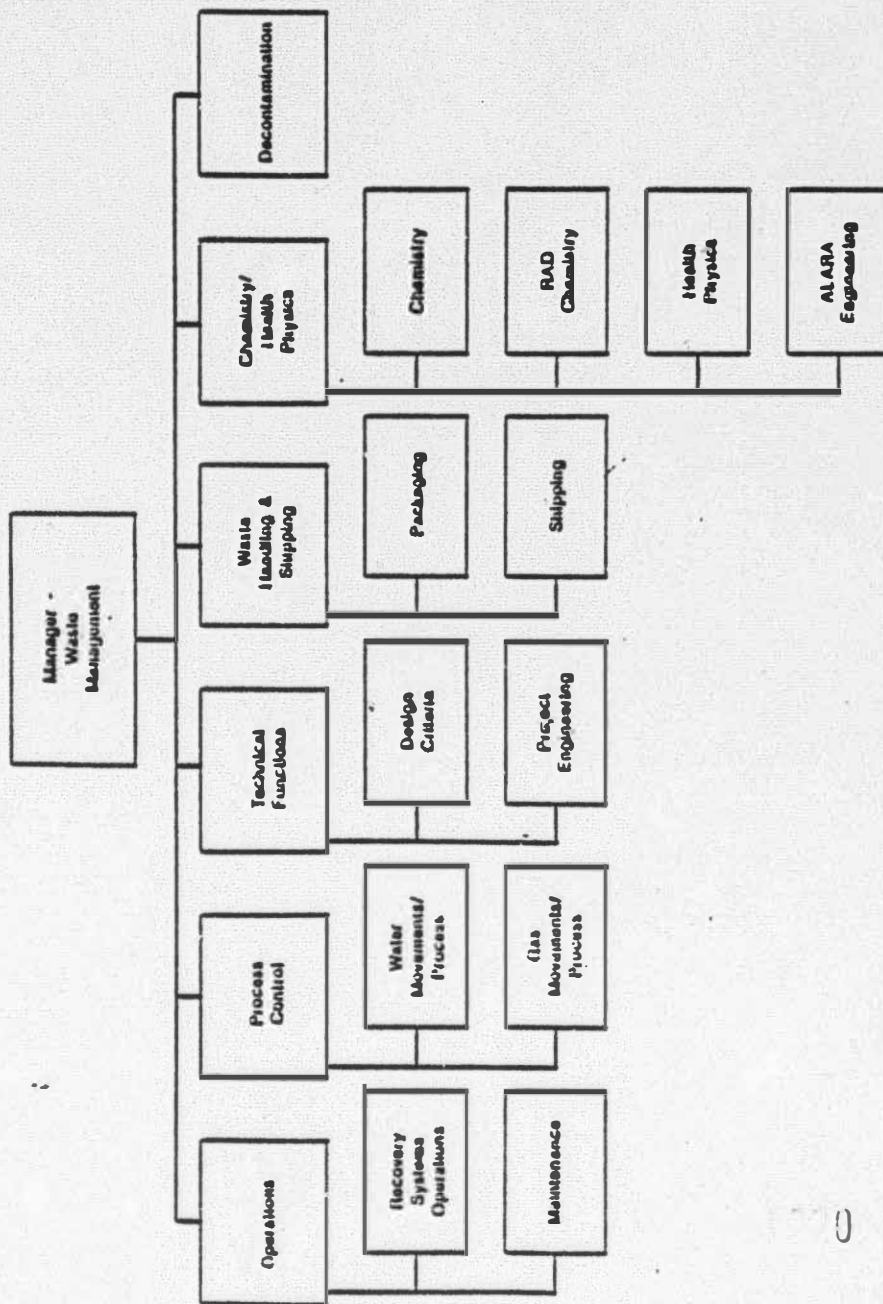 Manager -
Waste
Management
Operations
Process
Control
Technical
Functions
Waste
Handling &
Shipping
Chemistry/
Health
Physics
Decontamination
Recovery
Systems
Operations
Maintenance
Water
Movements/
Process
Gas
Movements/
Process
Design
Criteria
Project
Engineering
Packaging
Shipping
Chemistry
RAD
Chemistry
Health
Physics
ALARA
Engineering